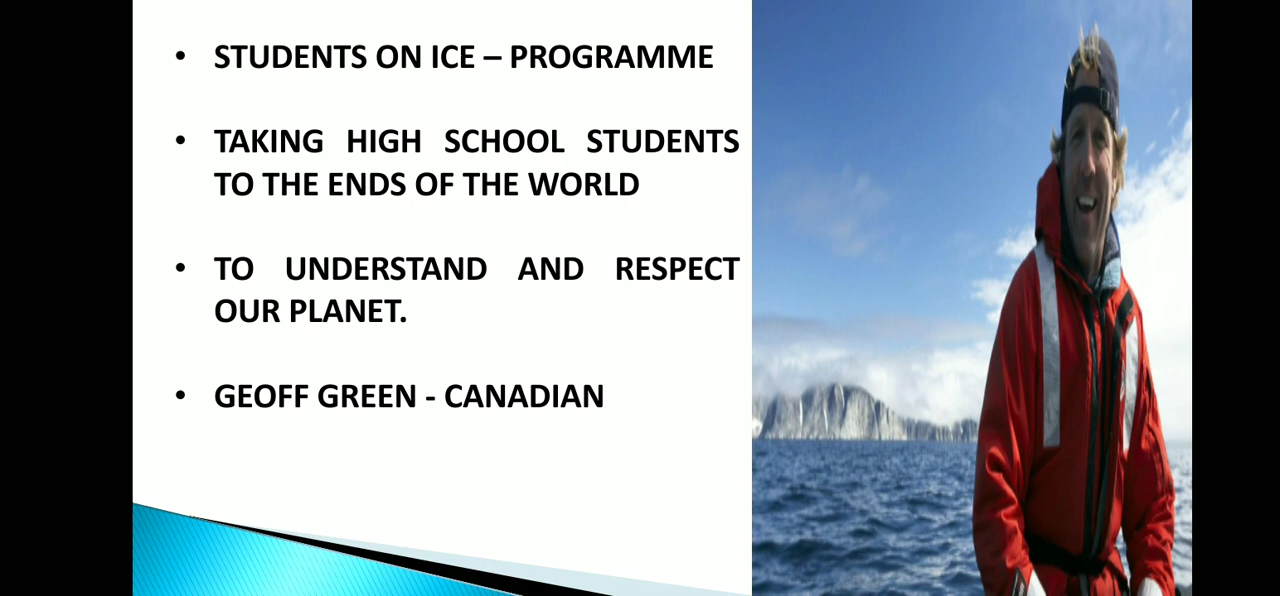 • STUDENTS ON ICE – PROGRAMME
• TAKING HIGH SCHOOL STUDENTS
TO THE ENDS OF THE WORLD
• TO UNDERSTAND AND RESPECT
OUR PLANET.
• GEOFF GREEN - CANADIAN